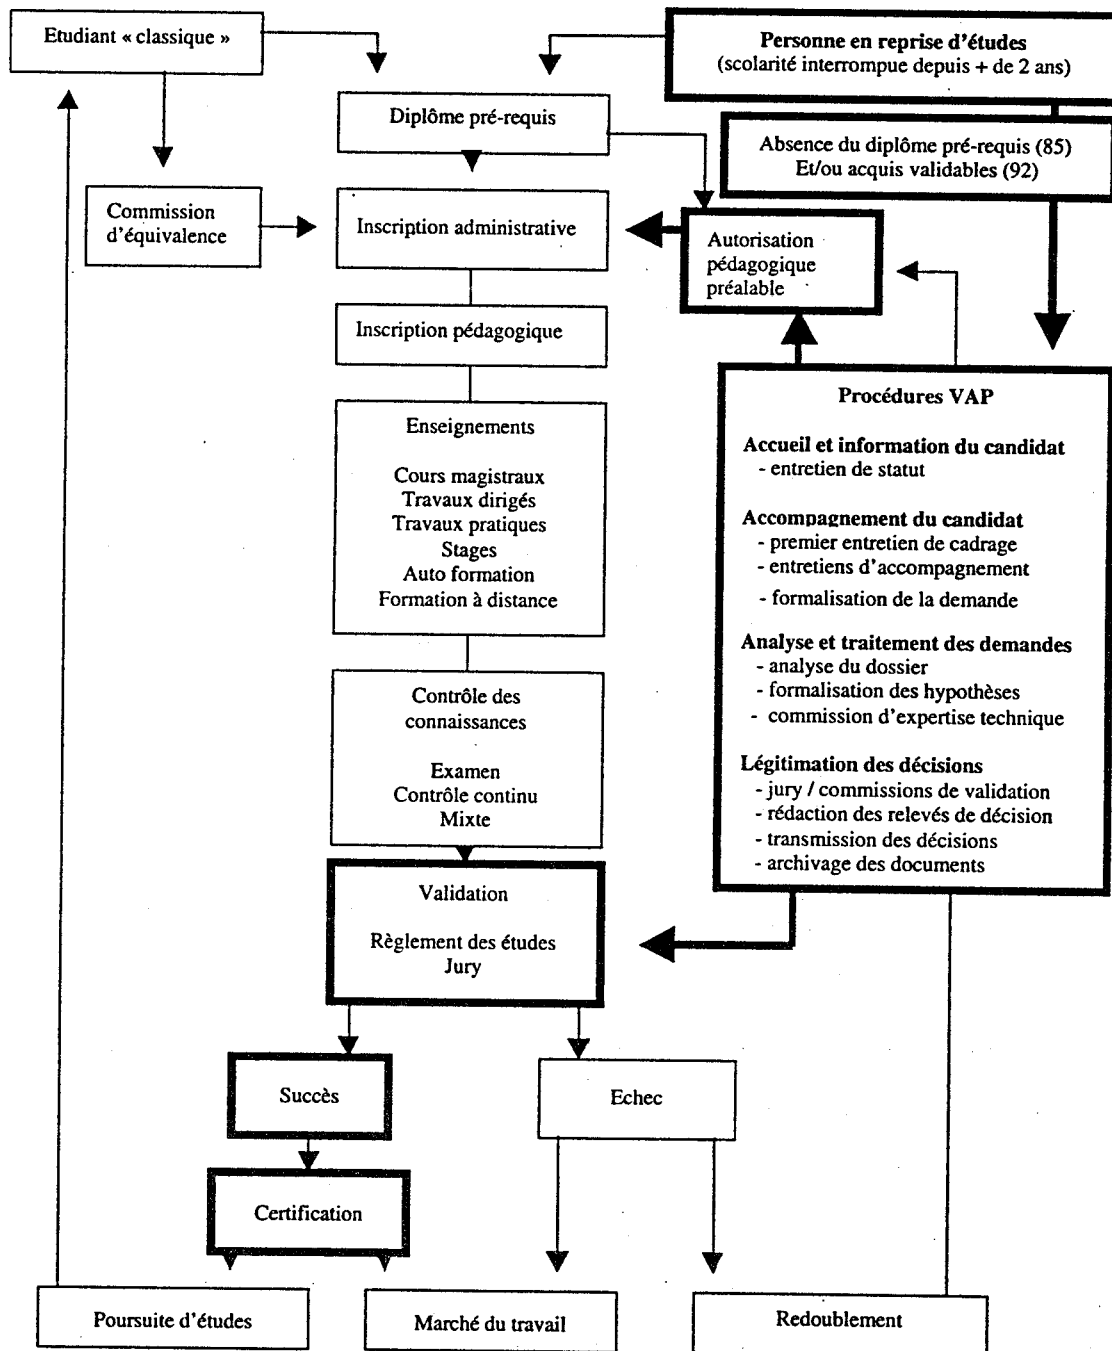 Etudiant « classique »
Personne en reprise d'études
(scolarité interrompue depuis + de 2 ans)
Diplôme pré-requis
Absence du diplôme pré-requis (85)
Et/ou acquis validables (92)
Commission
d'équivalence
Inscription administrative
Autorisation
pédagogique
préalable
Inscription pédagogique
Enseignements
Cours magistraux
Travaux dirigés
Travaux pratiques
Stages
Auto formation
Formation à distance
Procédures VAP
Accueil et information du candidat
- entretien de statut
Accompagnement du candidat
- premier entretien de cadrage
- entretiens d'accompagnement
- formalisation de la demande
Analyse et traitement des demandes
- analyse du dossier
- formalisation des hypothèses
- commission d'expertise technique
Légitimation des décisions
- jury / commissions de validation
- rédaction des relevés de décision
- transmission des décisions
- archivage des documents
Contrôle des
connaissances
Examen
Contrôle continu
Mixte
Validation
Règlement des études
Jury
Succès
Echec
Certification
Poursuite d'études
Marché du travail
Redoublement